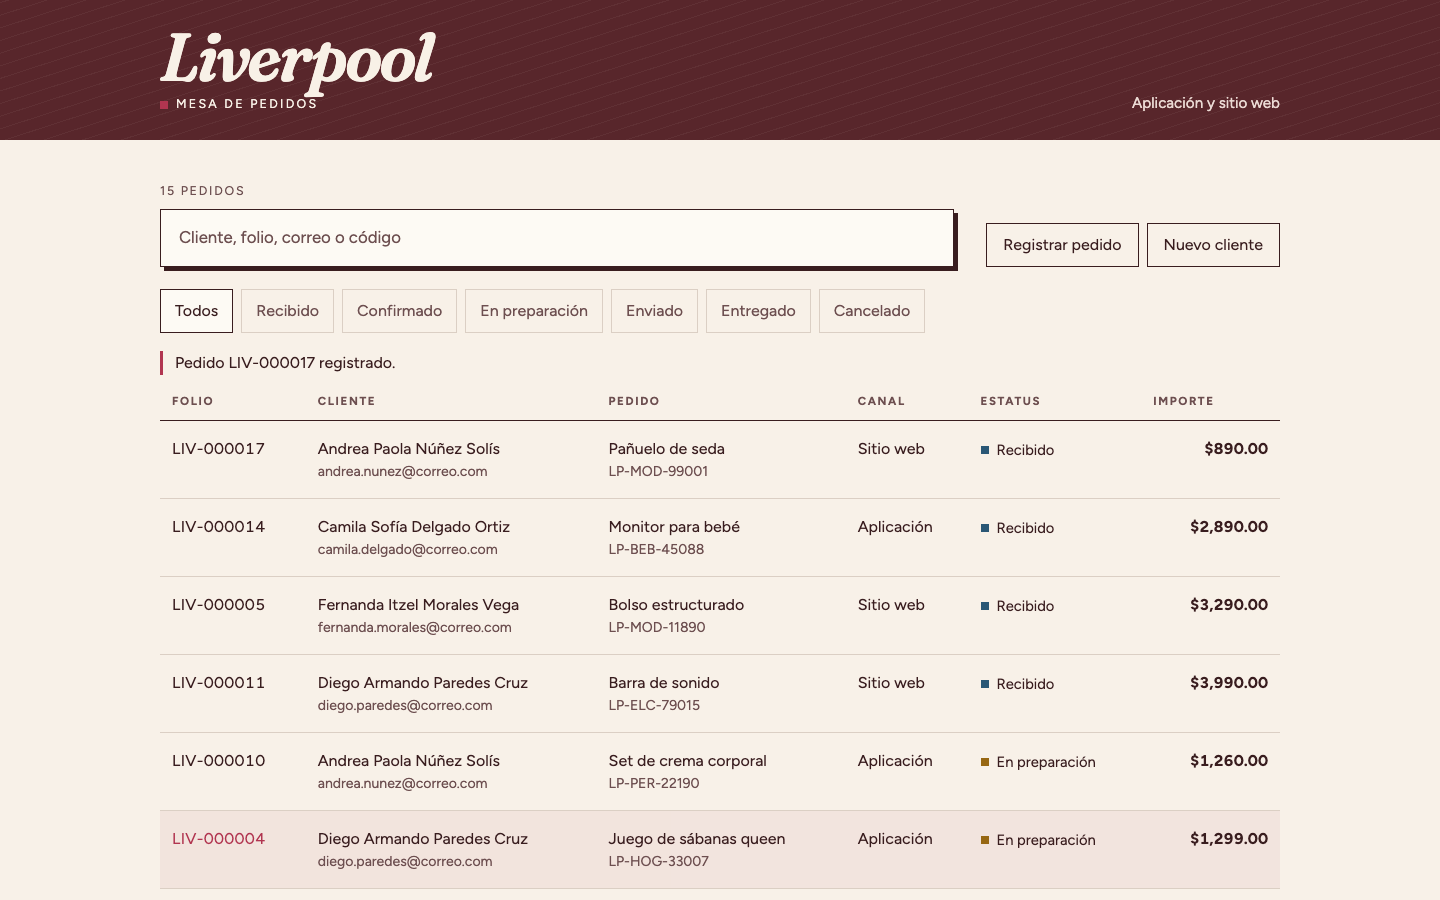 Liverpool
MESA DE PEDIDOS
Aplicación y sitio web
15 PEDIDOS
Cliente, folio, correo o código
Registrar pedido
Nuevo cliente
Todos
Recibido
Confirmado
En preparación
Enviado
Entregado
Cancelado
Pedido LIV-000017 registrado.
FOLIO CLIENTE PEDIDO CANAL ESTATUS IMPORTE
LIV-000017 Andrea Paola Núñez Solís Pañuelo de seda Sitio web Recibido $890.00
andrea.nunez@correo.com LP-MOD-99001
LIV-000014 Camila Sofía Delgado Ortiz Monitor para bebé Aplicación Recibido $2,890.00
camila.delgado@correo.com LP-BEB-45088
LIV-000005 Fernanda Itzel Morales Vega Bolso estructurado Sitio web Recibido $3,290.00
fernanda.morales@correo.com LP-MOD-11890
LIV-000011 Diego Armando Paredes Cruz Barra de sonido Sitio web Recibido $3,990.00
diego.paredes@correo.com LP-ELC-79015
LIV-000010 Andrea Paola Núñez Solís Set de crema corporal Aplicación En preparación $1,260.00
andrea.nunez@correo.com LP-PER-22190
LIV-000004 Diego Armando Paredes Cruz Juego de sábanas queen Aplicación En preparación $1,299.00
diego.paredes@correo.com LP-HOG-33007